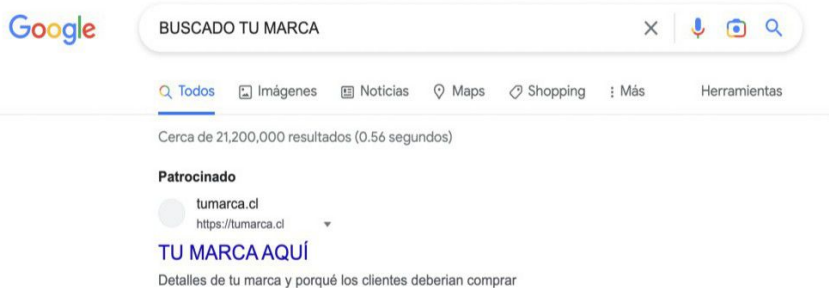 Google BUSCADO TU MARCA
Todos Imágenes Noticias Maps Shopping Más Herramientas
Cerca de 21,200,000 resultados (0.56 segundos)
Patrocinado
tumarca.cl
https://tumarca.cl
TU MARCA AQUÍ
Detalles de tu marca y porqué los clientes deberian comprar